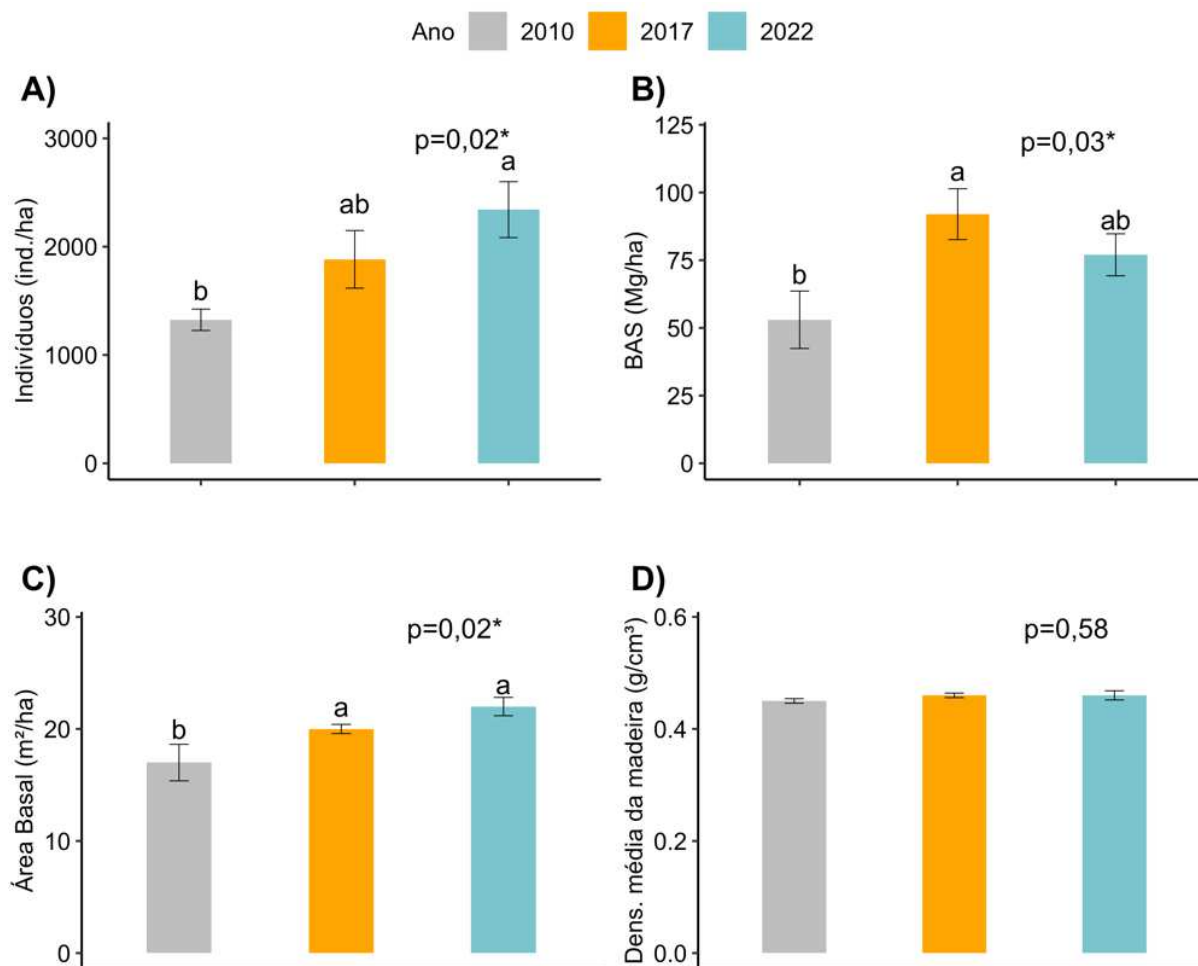 Ano 2010 2017 2022
A)
p=0,02*
3000
2000
1000
0
Indivíduos (ind./ha)
b
ab
a
B)
p=0,03*
125
100
75
50
25
0
BAS (Mg/ha)
b
a
ab
C)
p=0,02*
30
20
10
0
Área Basal (m²/ha)
b
a
a
D)
p=0,58
0.6
0.4
0.2
0.0
Dens. média da madeira (g/cm³)